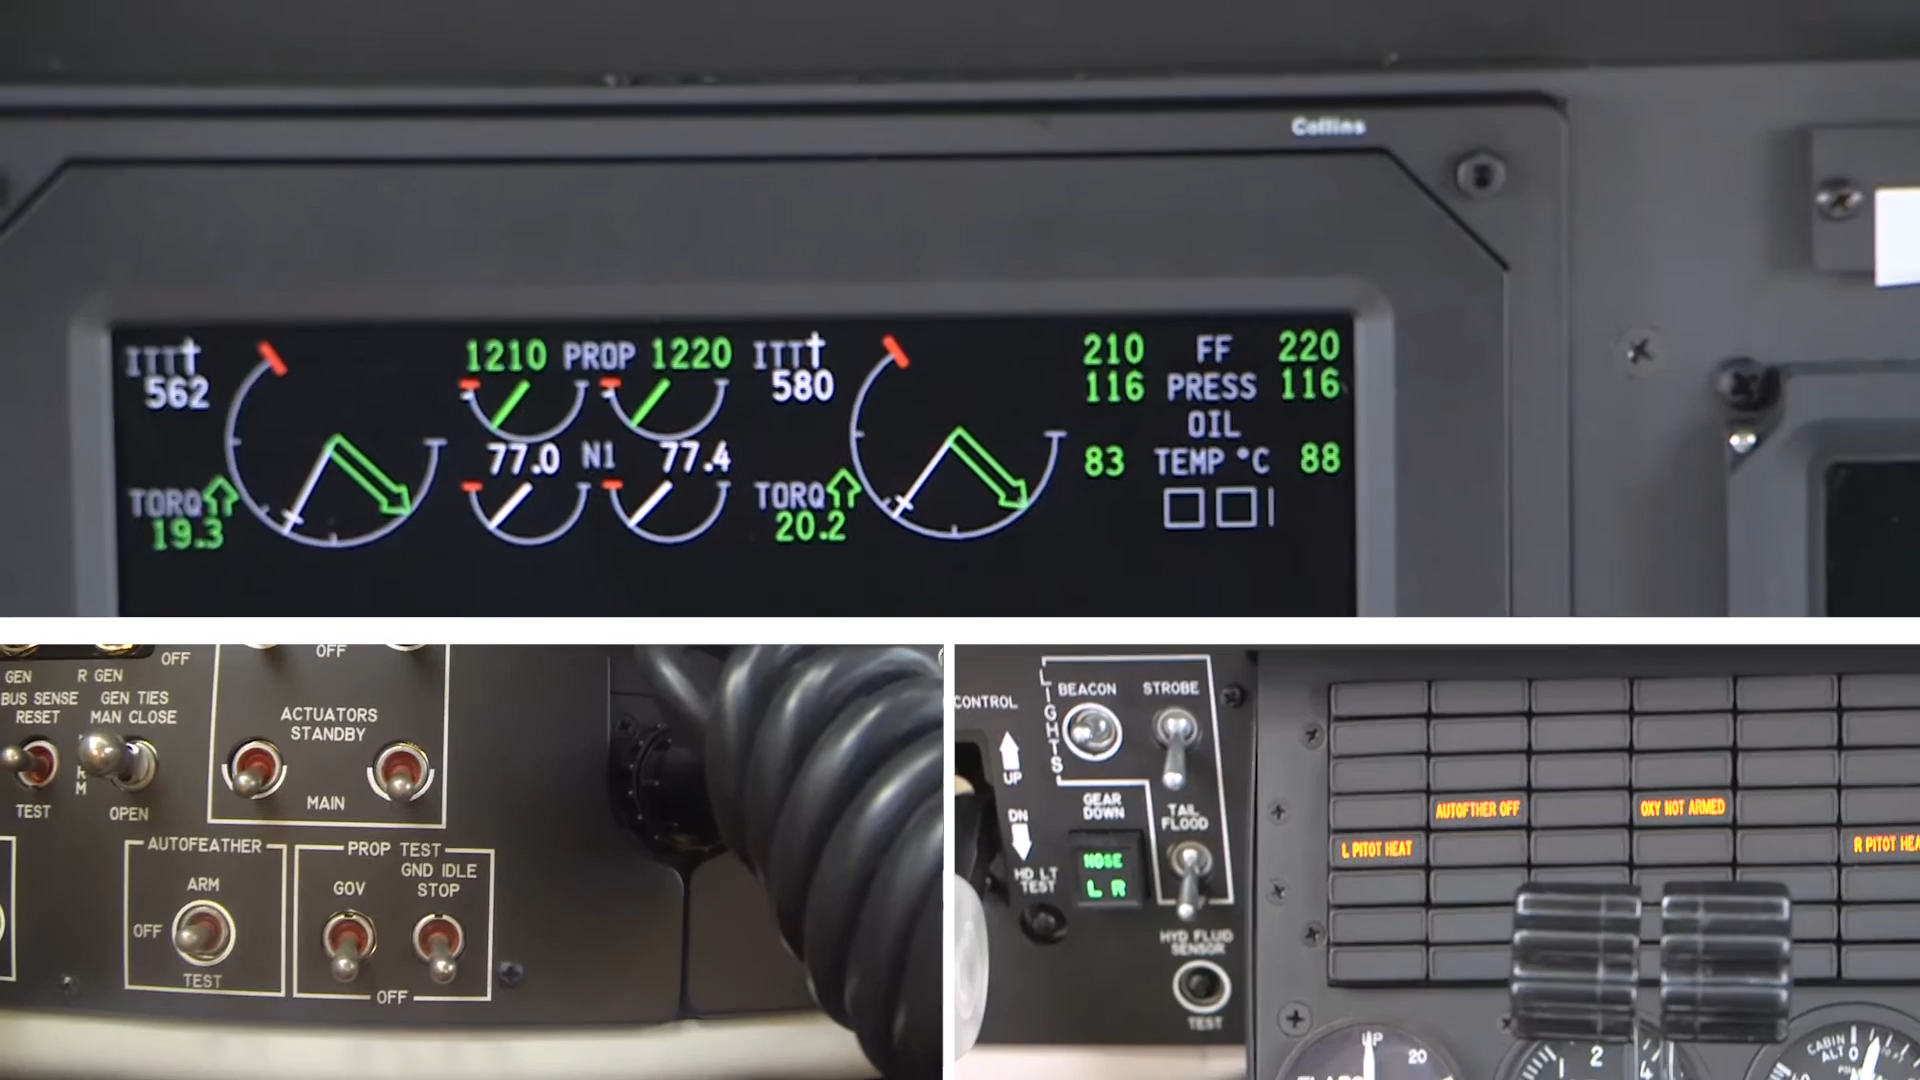 Collins
ITT
562
1210 PROP 1220
ITT
580
210 FF 220
116 PRESS 116
OIL
77.0 N1 77.4
83 TEMP °C 88
TORQ
19.3
TORQ
20.2
OFF
OFF
GEN
R GEN
BUS SENSE
RESET
GEN TIES
MAN CLOSE
ACTUATORS
STANDBY
TEST
OPEN
MAIN
AUTOFEATHER
ARM
OFF
TEST
PROP TEST
GOV
GND IDLE
STOP
OFF
CONTROL
UP
DN
HD LT
TEST
LIGHTS
BEACON
STROBE
GEAR
DOWN
NOSE
L R
TAIL
FLOOD
HYD FLUID
SENSOR
TEST
AUTOFTHER OFF
OXY NOT ARMED
L PITOT HEAT
R PITOT HEA
UP
20
2
4
CABIN
ALT
0